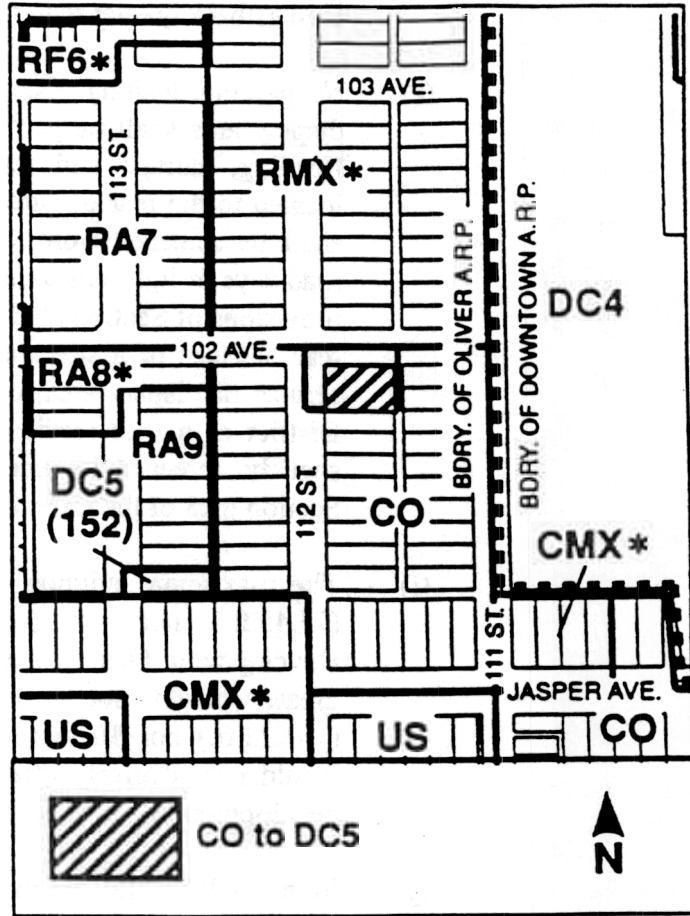 RF6*
103 AVE.
113 ST.
RMX*
RA7
BDRY. OF OLIVER A.R.P.
BDRY. OF DOWNTOWN A.R.P.
DC4
102 AVE.
RA8*
RA9
DC5
(152)
112 ST.
CO
CMX*
111 ST.
CMX*
JASPER AVE.
US
US
CO
CO to DC5
N